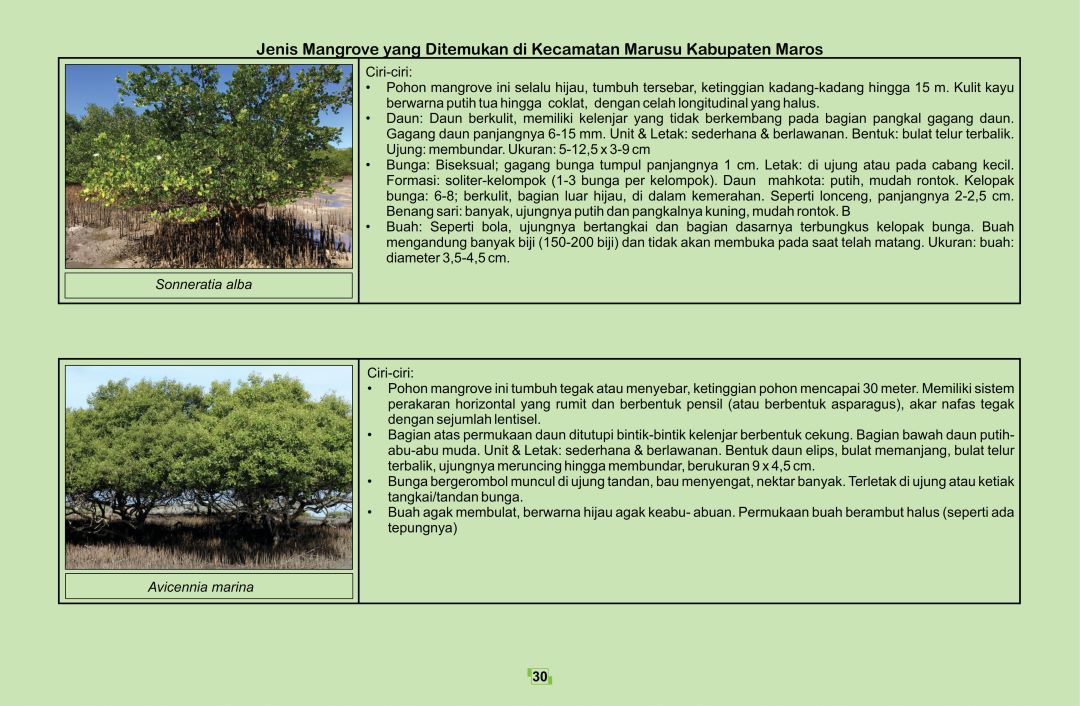 Jenis Mangrove yang Ditemukan di Kecamatan Marusu Kabupaten Maros
Ciri-ciri:
• Pohon mangrove ini selalu hijau, tumbuh tersebar, ketinggian kadang-kadang hingga 15 m. Kulit kayu
berwarna putih tua hingga coklat, dengan celah longitudinal yang halus.
• Daun: Daun berkulit, memiliki kelenjar yang tidak berkembang pada bagian pangkal gagang daun.
Gagang daun panjangnya 6-15 mm. Unit & Letak: sederhana & berlawanan. Bentuk: bulat telur terbalik.
Ujung: membundar. Ukuran: 5-12,5 x 3-9 cm
• Bunga: Biseksual; gagang bunga tumpul panjangnya 1 cm. Letak: di ujung atau pada cabang kecil.
Formasi: soliter-kelompok (1-3 bunga per kelompok). Daun mahkota: putih, mudah rontok. Kelopak
bunga: 6-8; berkulit, bagian luar hijau, di dalam kemerahan. Seperti lonceng, panjangnya 2-2,5 cm.
Benang sari: banyak, ujungnya putih dan pangkalnya kuning, mudah rontok. B
• Buah: Seperti bola, ujungnya bertangkai dan bagian dasarnya terbungkus kelopak bunga. Buah
mengandung banyak biji (150-200 biji) dan tidak akan membuka pada saat telah matang. Ukuran: buah:
diameter 3,5-4,5 cm.
Sonneratia alba
Ciri-ciri:
• Pohon mangrove ini tumbuh tegak atau menyebar, ketinggian pohon mencapai 30 meter. Memiliki sistem
perakaran horizontal yang rumit dan berbentuk pensil (atau berbentuk asparagus), akar nafas tegak
dengan sejumlah lentisel.
• Bagian atas permukaan daun ditutupi bintik-bintik kelenjar berbentuk cekung. Bagian bawah daun putih-
abu-abu muda. Unit & Letak: sederhana & berlawanan. Bentuk daun elips, bulat memanjang, bulat telur
terbalik, ujungnya meruncing hingga membundar, berukuran 9 x 4,5 cm.
• Bunga bergerombol muncul di ujung tandan, bau menyengat, nektar banyak. Terletak di ujung atau ketiak
tangkai/tandan bunga.
• Buah agak membulat, berwarna hijau agak keabu- abuan. Permukaan buah berambut halus (seperti ada
tepungnya)
Avicennia marina
30